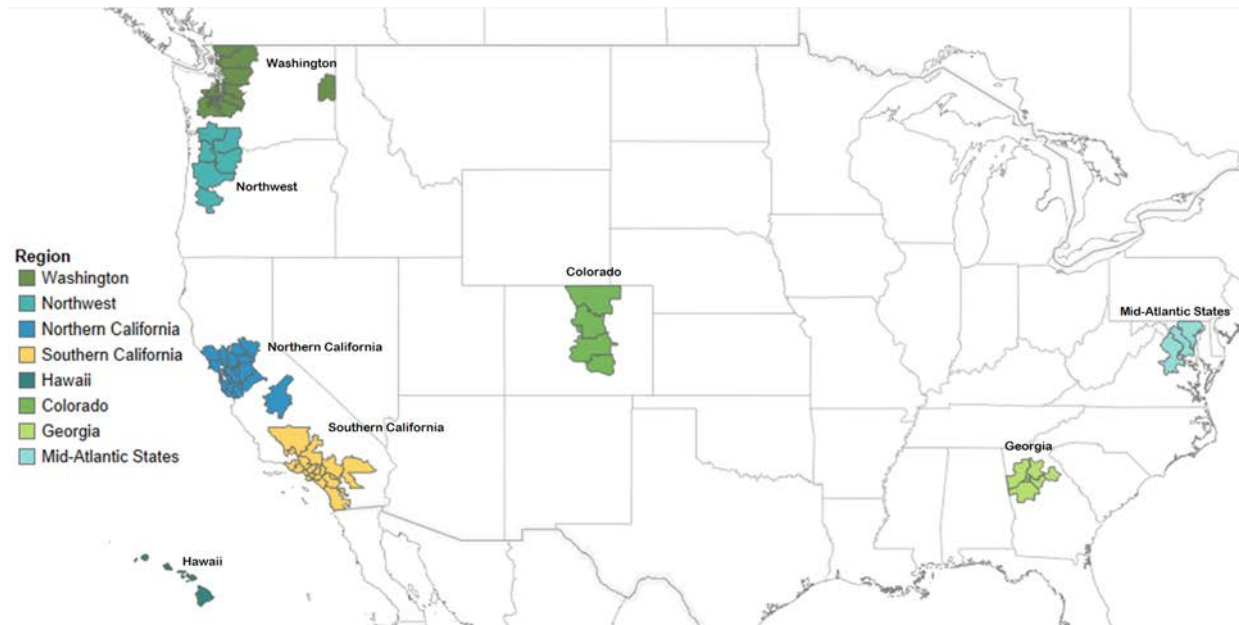 Washington
Northwest
Region
Washington
Northwest
Northern California
Southern California
Hawaii
Colorado
Georgia
Mid-Atlantic States
Colorado
Mid-Atlantic States
Northern California
Southern California
Georgia
Hawaii